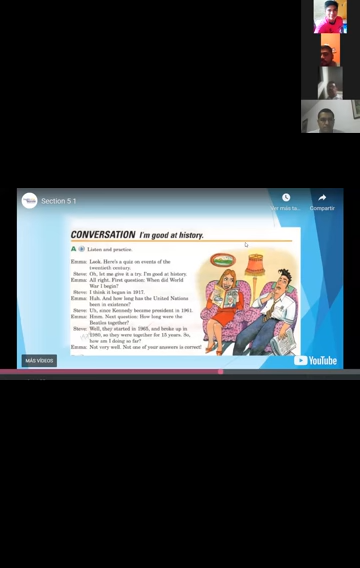 Section 5 1
Ver más ta...
Compartir
CONVERSATION I'm good at history.
A Listen and practice.
Emma: Look. Here's a quiz on events of the
twentieth century.
Steve: Oh, let me give it a try. I'm good at history.
Emma: All right. First question: When did World
War I begin?
Steve: I think it began in 1917.
Emma: Huh. And how long has the United Nations
been in existence?
Steve: Uh, since Kennedy became president in 1961.
Emma: Hmm. Next question: How long were the
Beatles together?
Steve: Well, they started in 1965, and broke up in
1980, so they were together for 15 years. So,
how am I doing so far?
Emma: Not very well. Not one of your answers is correct!
MÁS VÍDEOS
YouTube